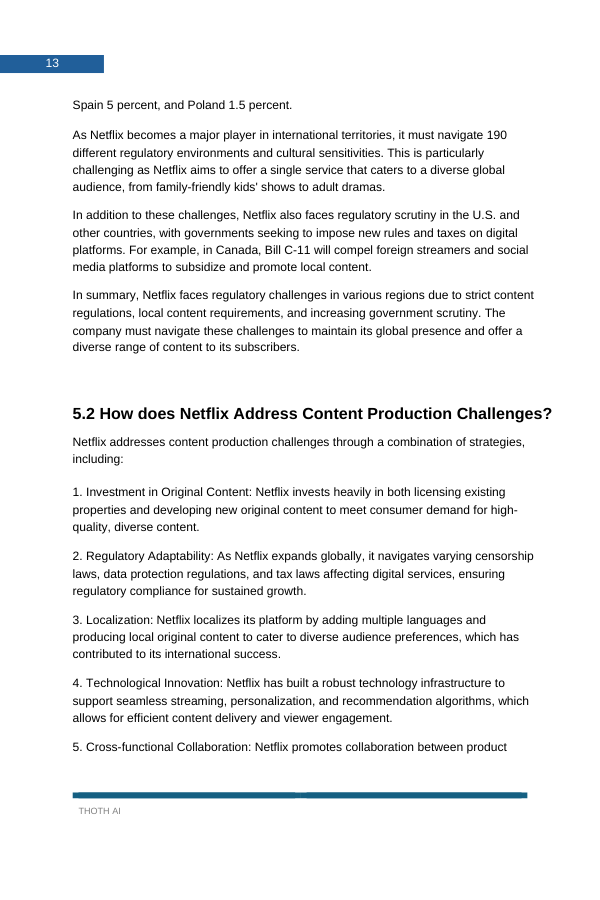 13
Spain 5 percent, and Poland 1.5 percent.
As Netflix becomes a major player in international territories, it must navigate 190
different regulatory environments and cultural sensitivities. This is particularly
challenging as Netflix aims to offer a single service that caters to a diverse global
audience, from family-friendly kids' shows to adult dramas.
In addition to these challenges, Netflix also faces regulatory scrutiny in the U.S. and
other countries, with governments seeking to impose new rules and taxes on digital
platforms. For example, in Canada, Bill C-11 will compel foreign streamers and social
media platforms to subsidize and promote local content.
In summary, Netflix faces regulatory challenges in various regions due to strict content
regulations, local content requirements, and increasing government scrutiny. The
company must navigate these challenges to maintain its global presence and offer a
diverse range of content to its subscribers.
5.2 How does Netflix Address Content Production Challenges?
Netflix addresses content production challenges through a combination of strategies,
including:
1. Investment in Original Content: Netflix invests heavily in both licensing existing
properties and developing new original content to meet consumer demand for high-
quality, diverse content.
2. Regulatory Adaptability: As Netflix expands globally, it navigates varying censorship
laws, data protection regulations, and tax laws affecting digital services, ensuring
regulatory compliance for sustained growth.
3. Localization: Netflix localizes its platform by adding multiple languages and
producing local original content to cater to diverse audience preferences, which has
contributed to its international success.
4. Technological Innovation: Netflix has built a robust technology infrastructure to
support seamless streaming, personalization, and recommendation algorithms, which
allows for efficient content delivery and viewer engagement.
5. Cross-functional Collaboration: Netflix promotes collaboration between product
THOTH AI